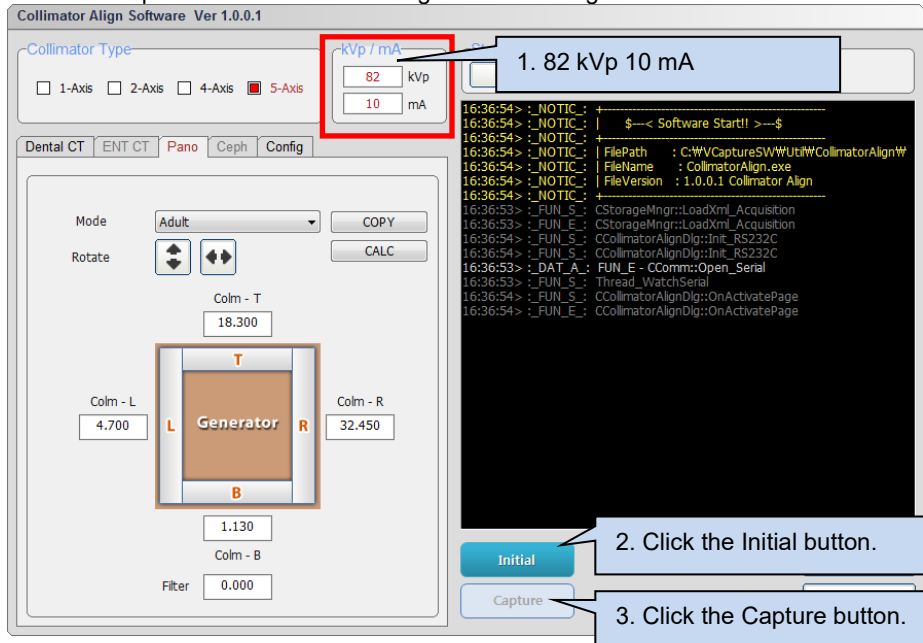 Collimator Align Software Ver 1.0.0.1
Collimator Type
1-Axis 2-Axis 4-Axis 5-Axis
kVp / mA
82 kVp
10 mA
1. 82 kVp 10 mA
Dental CT ENT CT Pano Ceph Config
Mode Adult COPY
Rotate CALC
Colm - T
18.300
T
Colm - L
4.700
L Generator R
Colm - R
32.450
B
1.130
Colm - B
Filter 0.000
16:36:54> :_NOTIC_: +------------------------------------------------------
16:36:54> :_NOTIC_: | $---< Software Start!! >---$
16:36:54> :_NOTIC_: +------------------------------------------------------
16:36:54> :_NOTIC_: | FilePath : C:₩VCaptureSW₩Util₩CollimatorAlign₩
16:36:54> :_NOTIC_: | FileName : CollimatorAlign.exe
16:36:54> :_NOTIC_: | FileVersion : 1.0.0.1 Collimator Align
16:36:54> :_NOTIC_: +------------------------------------------------------
16:36:53> :_FUN_S_: CStorageMngr::LoadXml_Acquisition
16:36:53> :_FUN_E_: CStorageMngr::LoadXml_Acquisition
16:36:54> :_FUN_S_: CCollimatorAlignDlg::Init_RS232C
16:36:54> :_FUN_S_: CCollimatorAlignDlg::Init_RS232C
16:36:53> :_DAT_A_: FUN_E - CComm::Open_Serial
16:36:53> :_FUN_S_: Thread_WatchSerial
16:36:54> :_FUN_S_: CCollimatorAlignDlg::OnActivatePage
16:36:54> :_FUN_E_: CCollimatorAlignDlg::OnActivatePage
Initial
2. Click the Initial button.
Capture
3. Click the Capture button.